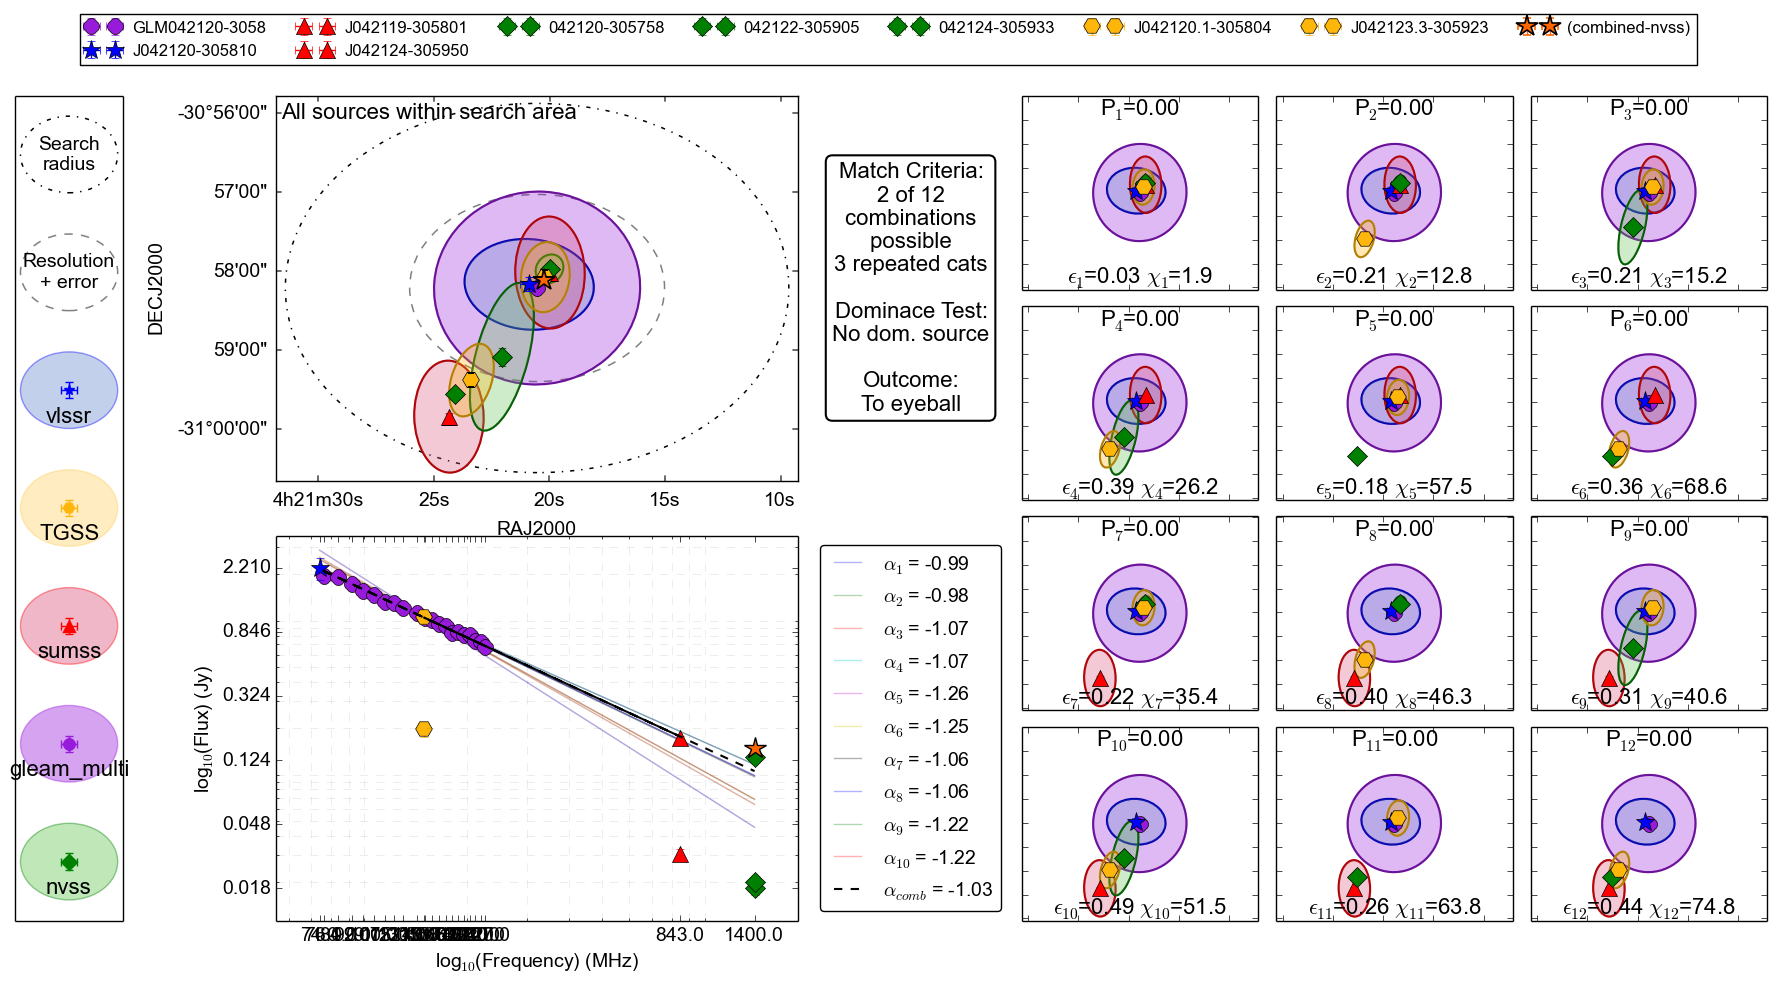 GLM042120-3058 J042119-305801 042120-305758 042122-305905 042124-305933 J042120.1-305804 J042123.3-305923 (combined-nvss)
J042120-305810 J042124-305950
Search
radius
Resolution
+ error
vlssr
TGSS
sumss
gleam_multi
nvss
All sources within search area
DECJ2000
-30°56'00"
57'00"
58'00"
59'00"
-31°00'00"
4h21m30s 25s 20s 15s 10s
RAJ2000
Match Criteria:
2 of 12
combinations
possible
3 repeated cats
Dominace Test:
No dom. source
Outcome:
To eyeball
log10(Flux) (Jy)
2.210
0.846
0.324
0.124
0.048
0.018
843.0 1400.0
log10(Frequency) (MHz)
α1 = -0.99
α2 = -0.98
α3 = -1.07
α4 = -1.07
α5 = -1.26
α6 = -1.25
α7 = -1.06
α8 = -1.06
α9 = -1.22
α10 = -1.22
αcomb = -1.03
P1=0.00 P2=0.00 P3=0.00
ϵ1=0.03 χ1=1.9 ϵ2=0.21 χ2=12.8 ϵ3=0.21 χ3=15.2
P4=0.00 P5=0.00 P6=0.00
ϵ4=0.39 χ4=26.2 ϵ5=0.18 χ5=57.5 ϵ6=0.36 χ6=68.6
P7=0.00 P8=0.00 P9=0.00
ϵ7=0.22 χ7=35.4 ϵ8=0.40 χ8=46.3 ϵ9=0.31 χ9=40.6
P10=0.00 P11=0.00 P12=0.00
ϵ10=0.49 χ10=51.5 ϵ11=0.26 χ11=63.8 ϵ12=0.44 χ12=74.8